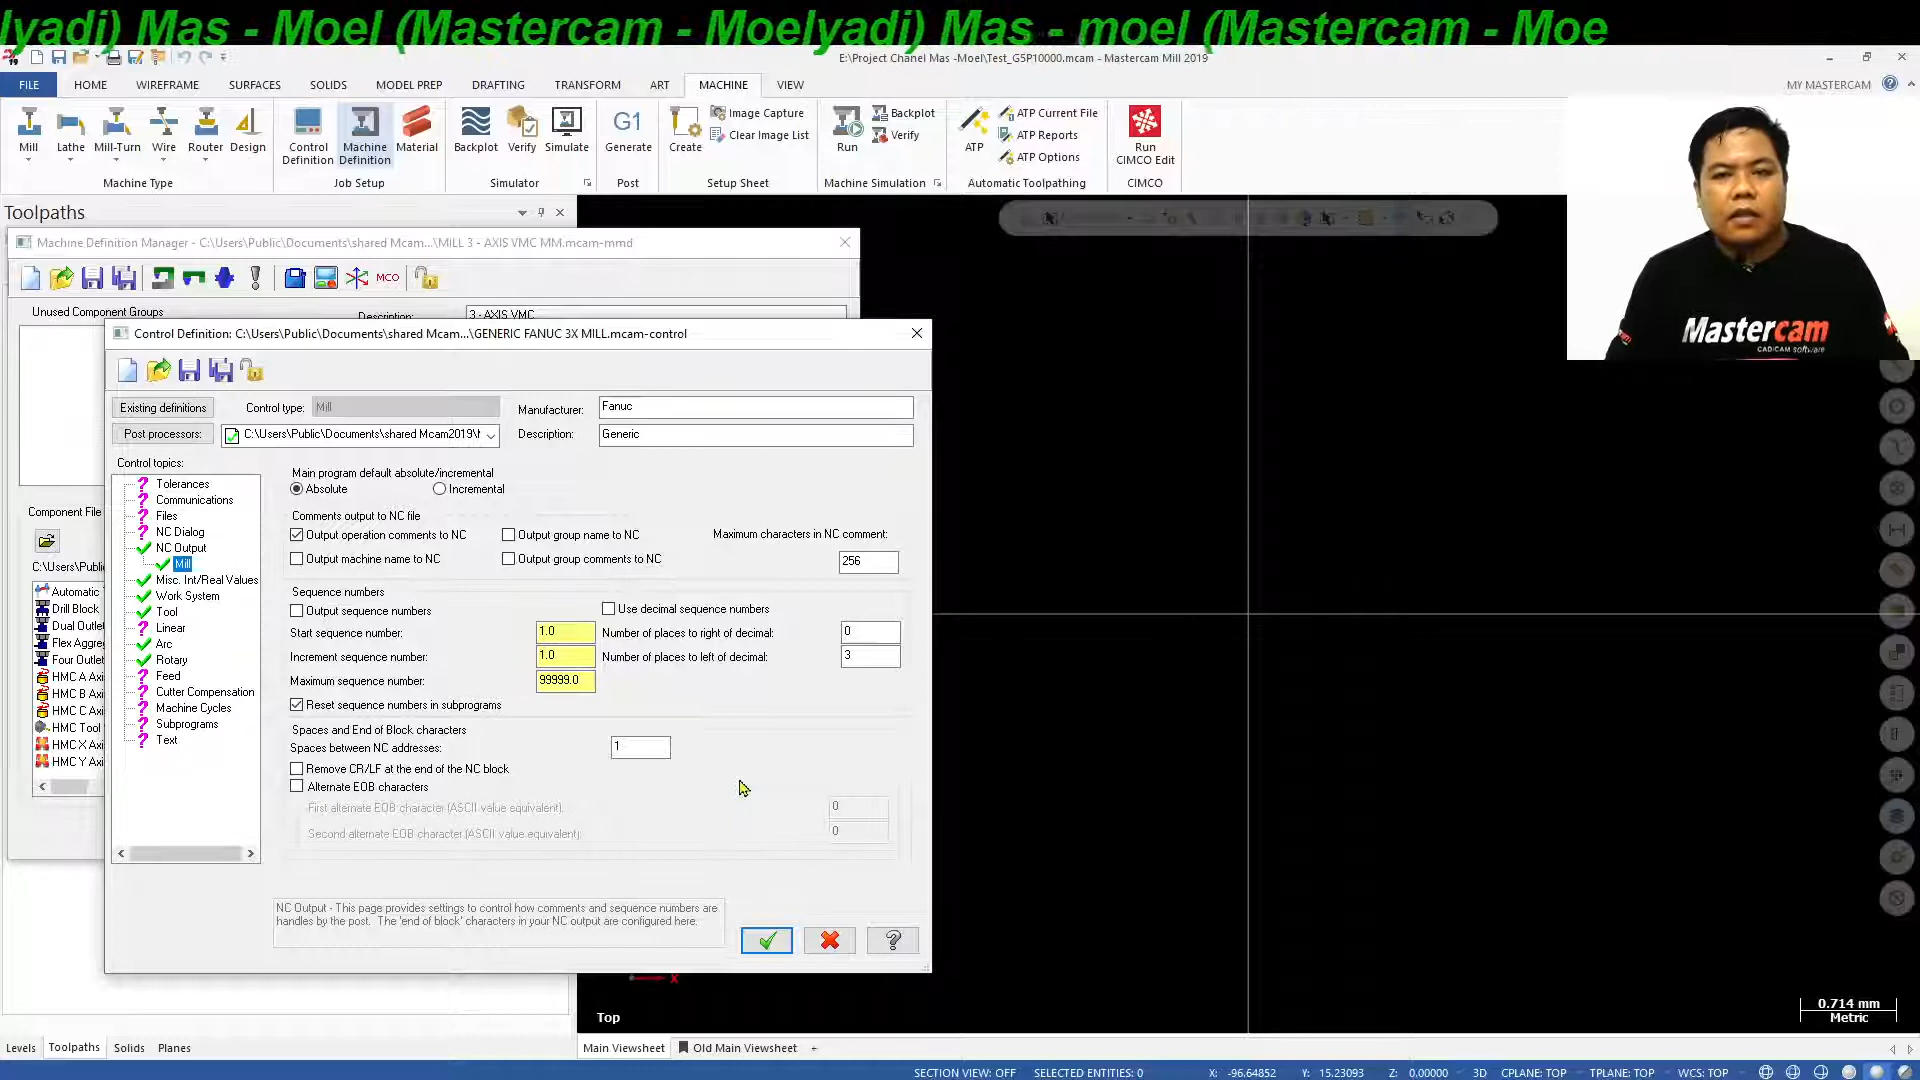 lyadi) Mas - Moel (Mastercam - Moelyadi) Mas - moel (Mastercam - Moe
E:\Project Chanel Mas -Moel\Test_G5P10000.mcam - Mastercam Mill 2019
FILE HOME WIREFRAME SURFACES SOLIDS MODEL PREP DRAFTING TRANSFORM ART MACHINE VIEW MY MASTERCAM
Mill Lathe Mill-Turn Wire Router Design
Machine Type
Control Definition Machine Definition Material
Job Setup
Backplot Verify Simulate
Simulator
G1
Generate
Post
Create Image Capture
Clear Image List
Setup Sheet
Run Backplot
Verify
Machine Simulation
ATP ATP Current File
ATP Reports
ATP Options
Automatic Toolpathing
Run CIMCO Edit
CIMCO
Toolpaths
Machine Definition Manager - C:\Users\Public\Documents\shared Mcam...\MILL 3 - AXIS VMC MM.mcam-mmd
MCO
Unused Component Groups
Description: 3 - AXIS VMC
Component File
C:\Users\Publi
Automatic
Drill Block
Dual Outle
Flex Aggre
Four Outlet
HMC A Axi
HMC B Axi
HMC C Axi
HMC Tool
HMC X Axi
HMC Y Axi
Control Definition: C:\Users\Public\Documents\shared Mcam...\GENERIC FANUC 3X MILL.mcam-control
Existing definitions Control type: Mill Manufacturer: Fanuc
Post processors: C:\Users\Public\Documents\shared Mcam2019\ Description: Generic
Control topics:
Tolerances
Communications
Files
NC Dialog
NC Output
Mill
Misc. Int/Real Values
Work System
Tool
Linear
Arc
Rotary
Feed
Cutter Compensation
Machine Cycles
Subprograms
Text
Main program default absolute/incremental
Absolute Incremental
Comments output to NC file
Output operation comments to NC Output group name to NC Maximum characters in NC comment:
Output machine name to NC Output group comments to NC 256
Sequence numbers
Output sequence numbers Use decimal sequence numbers
Start sequence number: 1.0 Number of places to right of decimal: 0
Increment sequence number: 1.0 Number of places to left of decimal: 3
Maximum sequence number: 99999.0
Reset sequence numbers in subprograms
Spaces and End of Block characters
Spaces between NC addresses: 1
Remove CR/LF at the end of the NC block
Alternate EOB characters
First alternate EOB character (ASCII value equivalent): 0
Second alternate EOB character (ASCII value equivalent): 0
NC Output - This page provides settings to control how comments and sequence numbers are
handles by the post. The 'end of block' characters in your NC output are configured here.
Mastercam
CAD/CAM software
X
Top
0.714 mm
Metric
Levels Toolpaths Solids Planes
Main Viewsheet Old Main Viewsheet +
SECTION VIEW: OFF SELECTED ENTITIES: 0 X: -96.64852 Y: 15.23093 Z: 0.00000 3D CPLANE: TOP TPLANE: TOP WCS: TOP